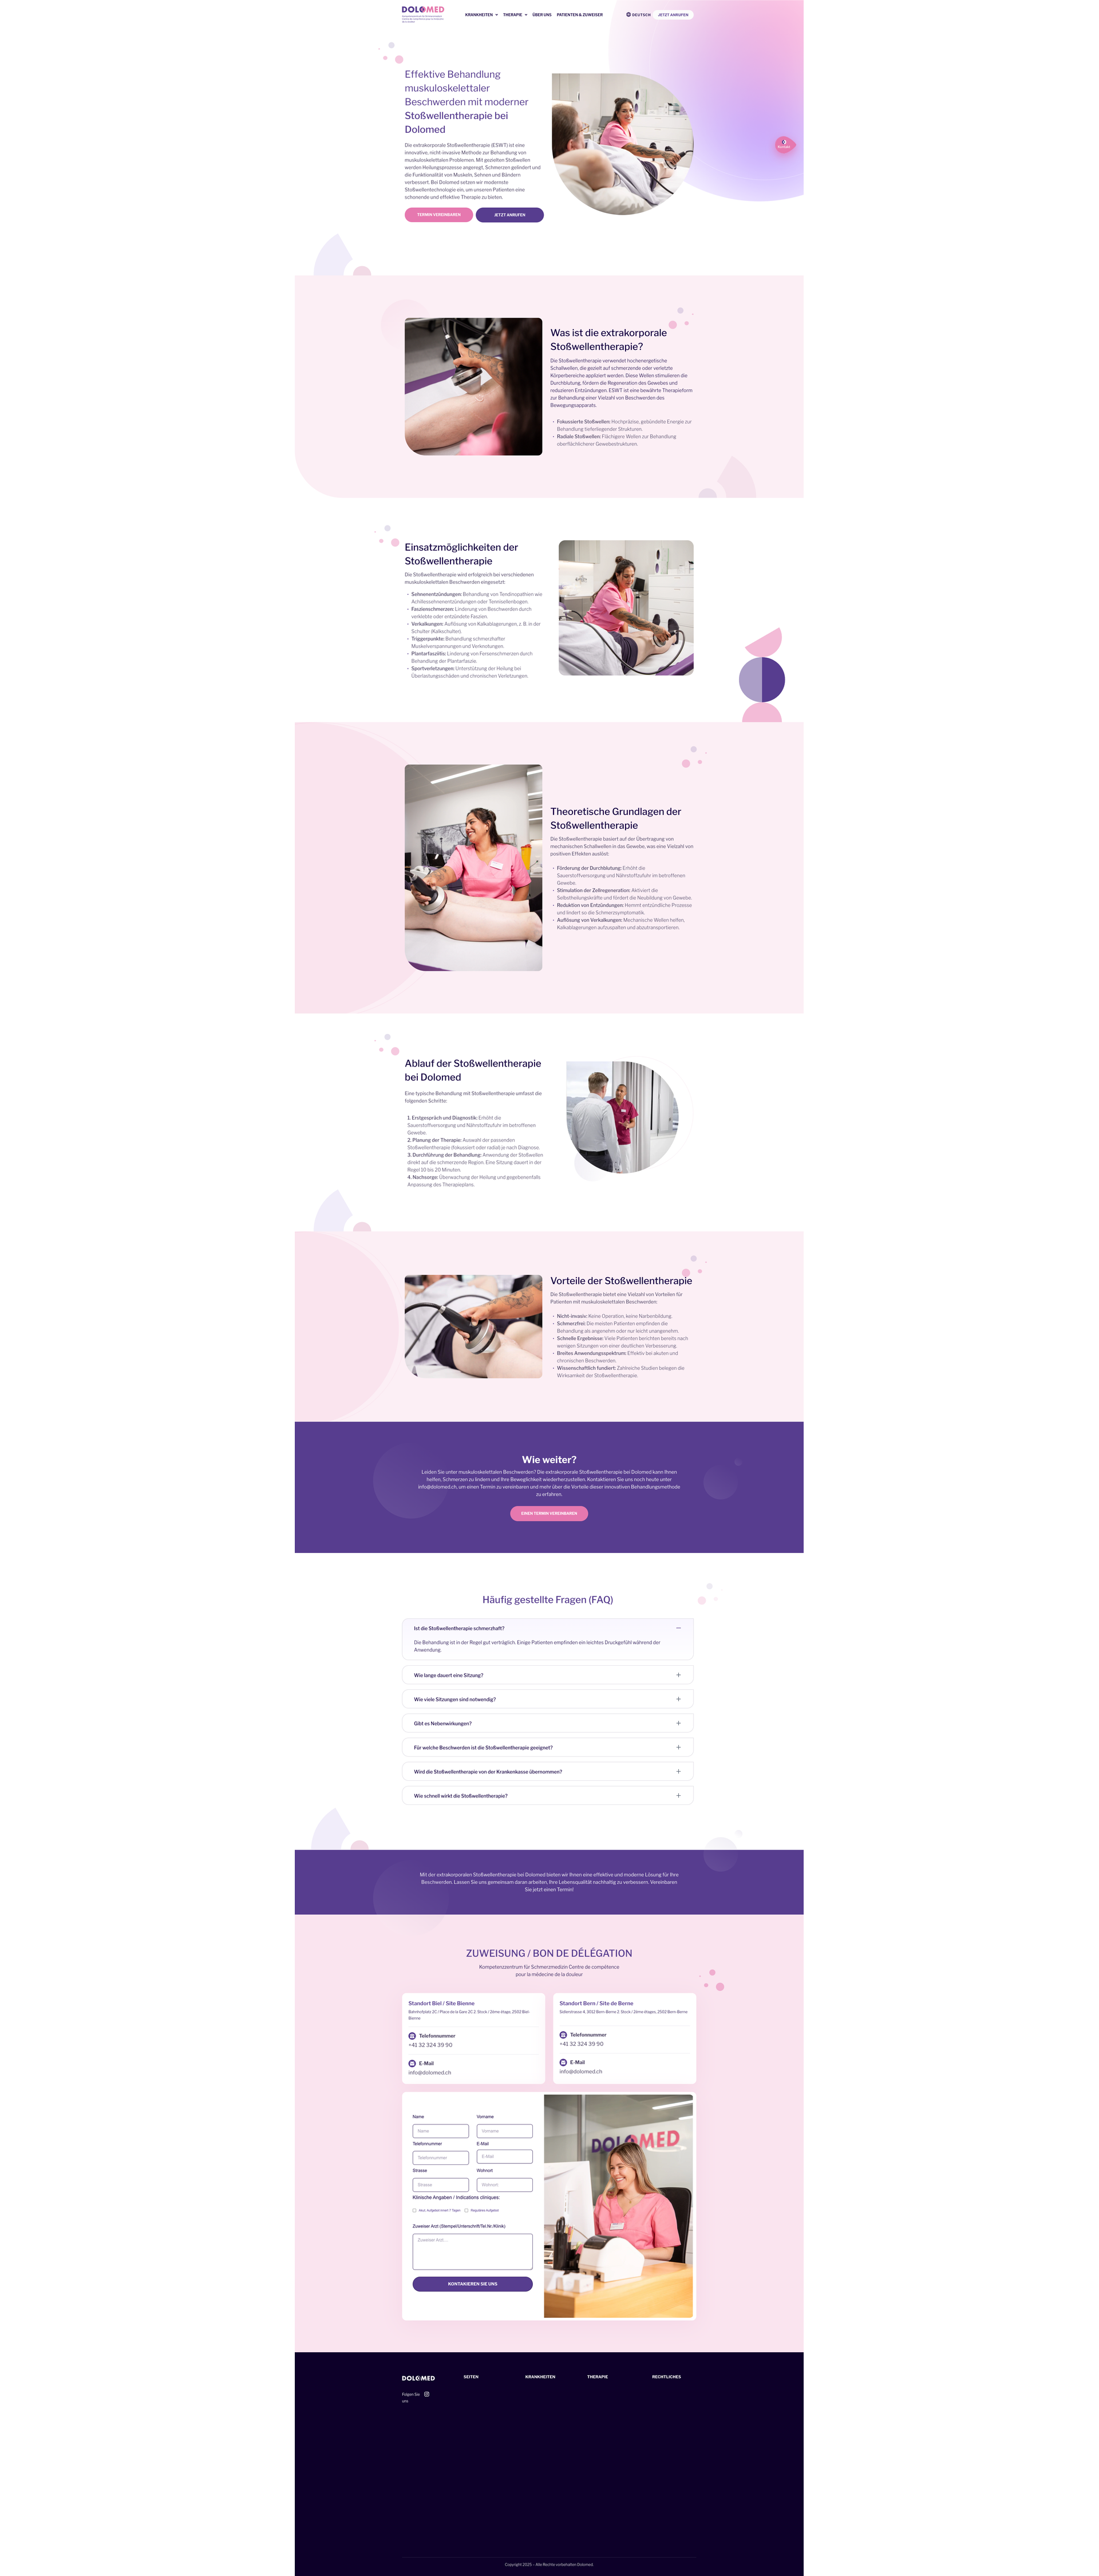 DOLOMED
KRANKHEITEN
THERAPIE
ÜBER UNS
PATIENTEN & ZUWEISER
DEUTSCH
JETZT ANRUFEN
Effektive Behandlung
muskuloskelettaler
Beschwerden mit moderner
Stoßwellentherapie bei
Dolomed
Die extrakorporale Stoßwellentherapie (ESWT) ist eine
innovative, nicht-invasive Methode zur Behandlung von
muskuloskelettalen Problemen. Mit gezielten Stoßwellen
werden Heilungsprozesse angeregt, Schmerzen gelindert und
die Funktionalität von Muskeln, Sehnen und Bändern
verbessert. Bei Dolomed setzen wir modernste
Stoßwellentechnologie ein, um unseren Patienten eine
schonende und effektive Therapie zu bieten.
TERMIN VEREINBAREN
JETZT ANRUFEN
Was ist die extrakorporale
Stoßwellentherapie?
Die Stoßwellentherapie verwendet hochenergetische
Schallwellen, die gezielt auf schmerzende oder verletzte
Körperbereiche appliziert werden. Diese Wellen stimulieren die
Durchblutung, fördern die Regeneration des Gewebes und
reduzieren Entzündungen. ESWT ist eine bewährte Therapieform
zur Behandlung einer Vielzahl von Beschwerden des
Bewegungsapparats.
• Fokussierte Stoßwellen: Hochpräzise, gebündelte Energie zur
Behandlung tieferliegender Strukturen.
• Radiale Stoßwellen: Flächigere Wellen zur Behandlung
oberflächlicherer Gewebestrukturen.
Einsatzmöglichkeiten der
Stoßwellentherapie
Die Stoßwellentherapie wird erfolgreich bei verschiedenen
muskuloskelettalen Beschwerden eingesetzt:
• Sehnenentzündungen: Behandlung von Tendinopathien wie
Achillessehnenentzündungen oder Tennisellenbogen.
• Faszienschmerzen: Linderung von Beschwerden durch
verklebte oder entzündete Faszien.
• Verkalkungen: Auflösung von Kalkablagerungen, z. B. in der
Schulter (Kalkschulter).
• Triggerpunkte: Behandlung schmerzhafter
Muskelverspannungen und Verknotungen.
• Plantarfasziitis: Linderung von Fersenschmerzen durch
Behandlung der Plantarfaszie.
• Sportverletzungen: Unterstützung der Heilung bei
Überlastungsschäden und chronischen Verletzungen.
Theoretische Grundlagen der
Stoßwellentherapie
Die Stoßwellentherapie basiert auf der Übertragung von
mechanischen Schallwellen in das Gewebe, was eine Vielzahl von
positiven Effekten auslöst:
• Förderung der Durchblutung: Erhöht die
Sauerstoffversorgung und Nährstoffzufuhr im betroffenen
Gewebe.
• Stimulation der Zellregeneration: Aktiviert die
Selbstheilungskräfte und fördert die Neubildung von Gewebe.
• Reduktion von Entzündungen: Hemmt entzündliche Prozesse
und lindert so die Schmerzsymptomatik.
• Auflösung von Verkalkungen: Mechanische Wellen helfen,
Kalkablagerungen aufzuspalten und abzutransportieren.
Ablauf der Stoßwellentherapie
bei Dolomed
Eine typische Behandlung mit Stoßwellentherapie umfasst die
folgenden Schritte:
1. Erstgespräch und Diagnostik: Erhöht die
Sauerstoffversorgung und Nährstoffzufuhr im betroffenen
Gewebe.
2. Planung der Therapie: Auswahl der passenden
Stoßwellentherapie (fokussiert oder radial) je nach Diagnose.
3. Durchführung der Behandlung: Anwendung der Stoßwellen
direkt auf die schmerzende Region. Eine Sitzung dauert in der
Regel 10 bis 20 Minuten.
4. Nachsorge: Überwachung der Heilung und gegebenenfalls
Anpassung des Therapieplans.
Vorteile der Stoßwellentherapie
Die Stoßwellentherapie bietet eine Vielzahl von Vorteilen für
Patienten mit muskuloskelettalen Beschwerden:
• Nicht-invasiv: Keine Operation, keine Narbenbildung.
• Schmerzfrei: Die meisten Patienten empfinden die
Behandlung als angenehm oder nur leicht unangenehm.
• Schnelle Ergebnisse: Viele Patienten berichten bereits nach
wenigen Sitzungen von einer deutlichen Verbesserung.
• Breites Anwendungsspektrum: Effektiv bei akuten und
chronischen Beschwerden.
• Wissenschaftlich fundiert: Zahlreiche Studien belegen die
Wirksamkeit der Stoßwellentherapie.
Wie weiter?
Leiden Sie unter muskuloskelettalen Beschwerden? Die extrakorporale Stoßwellentherapie bei Dolomed kann Ihnen
helfen, Schmerzen zu lindern und Ihre Beweglichkeit wiederherzustellen. Kontaktieren Sie uns noch heute unter
info@dolomed.ch, um einen Termin zu vereinbaren und mehr über die Vorteile dieser innovativen Behandlungsmethode
zu erfahren.
EINEN TERMIN VEREINBAREN
Häufig gestellte Fragen (FAQ)
Ist die Stoßwellentherapie schmerzhaft?
Die Behandlung ist in der Regel gut verträglich. Einige Patienten empfinden ein leichtes Druckgefühl während der
Anwendung.
Wie lange dauert eine Sitzung?
Wie viele Sitzungen sind notwendig?
Gibt es Nebenwirkungen?
Für welche Beschwerden ist die Stoßwellentherapie geeignet?
Wird die Stoßwellentherapie von der Krankenkasse übernommen?
Wie schnell wirkt die Stoßwellentherapie?
Mit der extrakorporalen Stoßwellentherapie bei Dolomed bieten wir Ihnen eine effektive und moderne Lösung für Ihre
Beschwerden. Lassen Sie uns gemeinsam daran arbeiten, Ihre Lebensqualität nachhaltig zu verbessern. Vereinbaren
Sie jetzt einen Termin!
ZUWEISUNG / BON DE DÉLÉGATION
Kompetenzzentrum für Schmerzmedizin Centre de compétence
pour la médecine de la douleur
Standort Biel / Site Bienne
Bahnhofplatz 2C / Place de la Gare 2C 2. Stock / 2ème étage, 2502 Biel-
Bienne
Telefonnummer
+41 32 324 39 90
E-Mail
info@dolomed.ch
Standort Bern / Site de Berne
2. Stock / 2ème étages,
Telefonnummer
+41 32 324 39 90
E-Mail
info@dolomed.ch
Name
Vorname
Name
Vorname
Telefonnummer
E-Mail
Telefonnummer
E-Mail
Strasse
Wohnort
Strasse
Wohnort
Klinische Angaben / Indications cliniques:
Zuweiser Arzt (Stempel/Unterschrift/Tel.Nr./Klinik)
Zuweiser Arzt ...
KONTAKIEREN SIE UNS
DOLOMED
DOLOMED
SEITEN
KRANKHEITEN
THERAPIE
RECHTLICHES
Folgen Sie
uns
Copyright 2025 – Alle Rechte vorbehalten Dolomed.